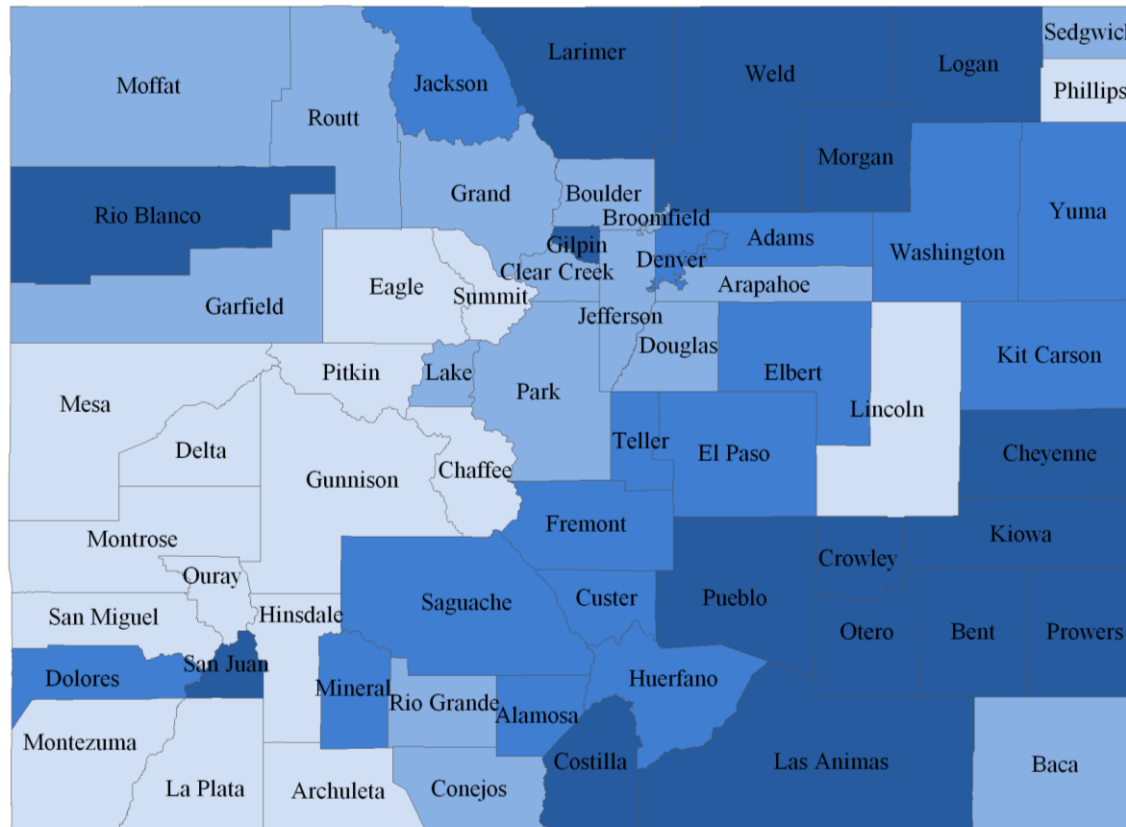 Sedgwick
Larimer
Logan
Weld
Jackson
Moffat
Phillips
Routt
Morgan
Grand
Boulder
Yuma
Rio Blanco
Broomfield
Adams
Gilpin
Washington
Denver
Clear Creek
Arapahoe
Eagle
Summit
Garfield
Jefferson
Douglas
Kit Carson
Pitkin
Lake
Elbert
Park
Mesa
Lincoln
Teller
Delta
El Paso
Cheyenne
Chaffee
Gunnison
Fremont
Montrose
Kiowa
Crowley
Ouray
Pueblo
Saguache
Custer
San Miguel
Hinsdale
Otero
Bent
Prowers
San Juan
Dolores
Huerfano
Mineral
Rio Grande
Alamosa
Montezuma
Costilla
Las Animas
Baca
La Plata
Archuleta
Conejos